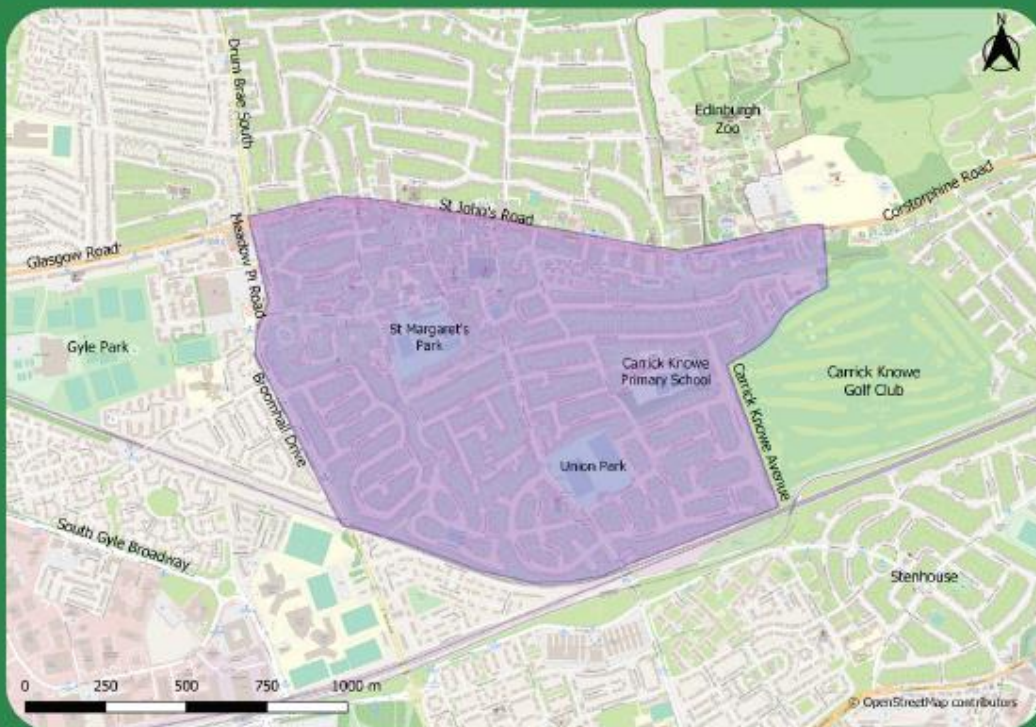 N
Drum Brae South
Edinburgh
Zoo
Corstorphine Road
St John's Road
Glasgow Road
Meadow Pl Road
St Margaret's
Park
Gyle Park
Carrick Knowe
Primary School
Carrick Knowe
Golf Club
Broomhall Drive
Carrick Knowe Avenue
Union Park
South Gyle Broadway
Stenhouse
0 250 500 750 1000 m
© OpenStreetMap contributors